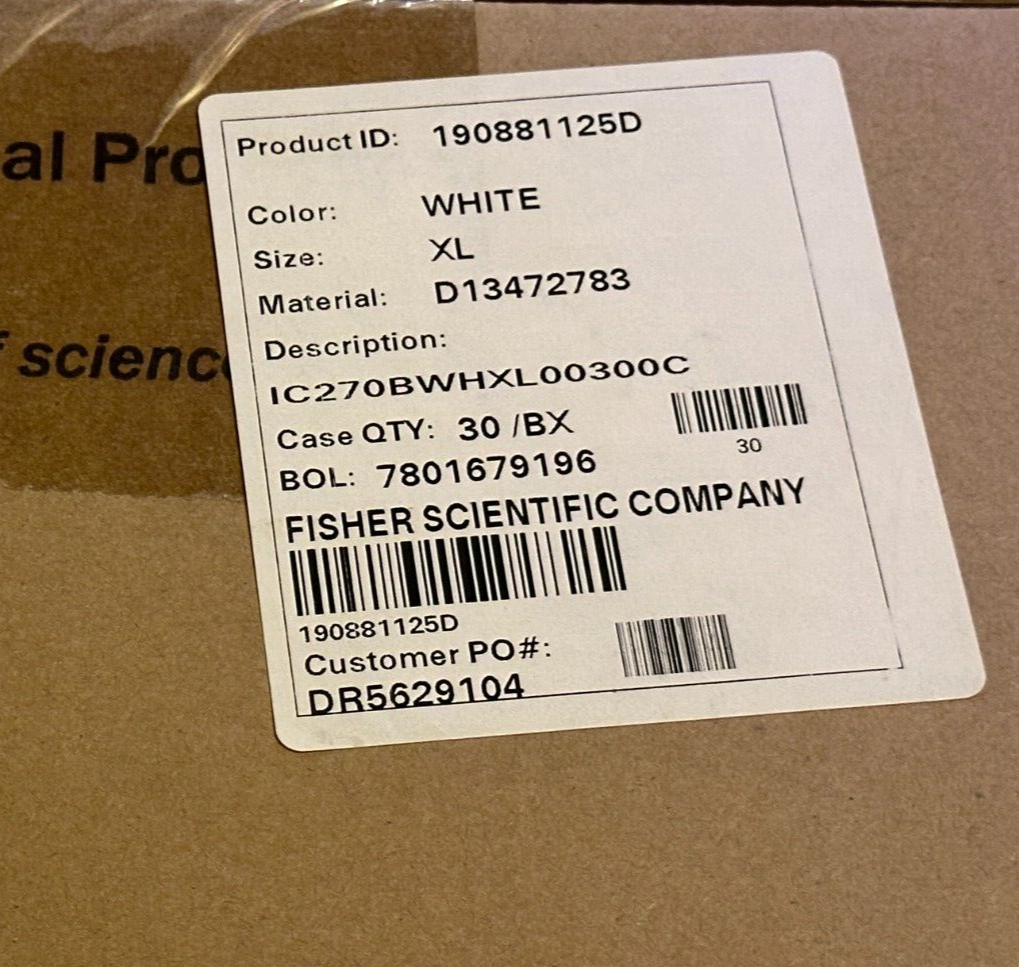 al Pro
Product ID: 190881125D
Color: WHITE
Size: XL
Material: D13472783
Description:
science
IC270BWHXL00300C
Case QTY: 30 /BX
30
BOL: 7801679196
FISHER SCIENTIFIC COMPANY
190881125D
Customer PO#:
DR5629104